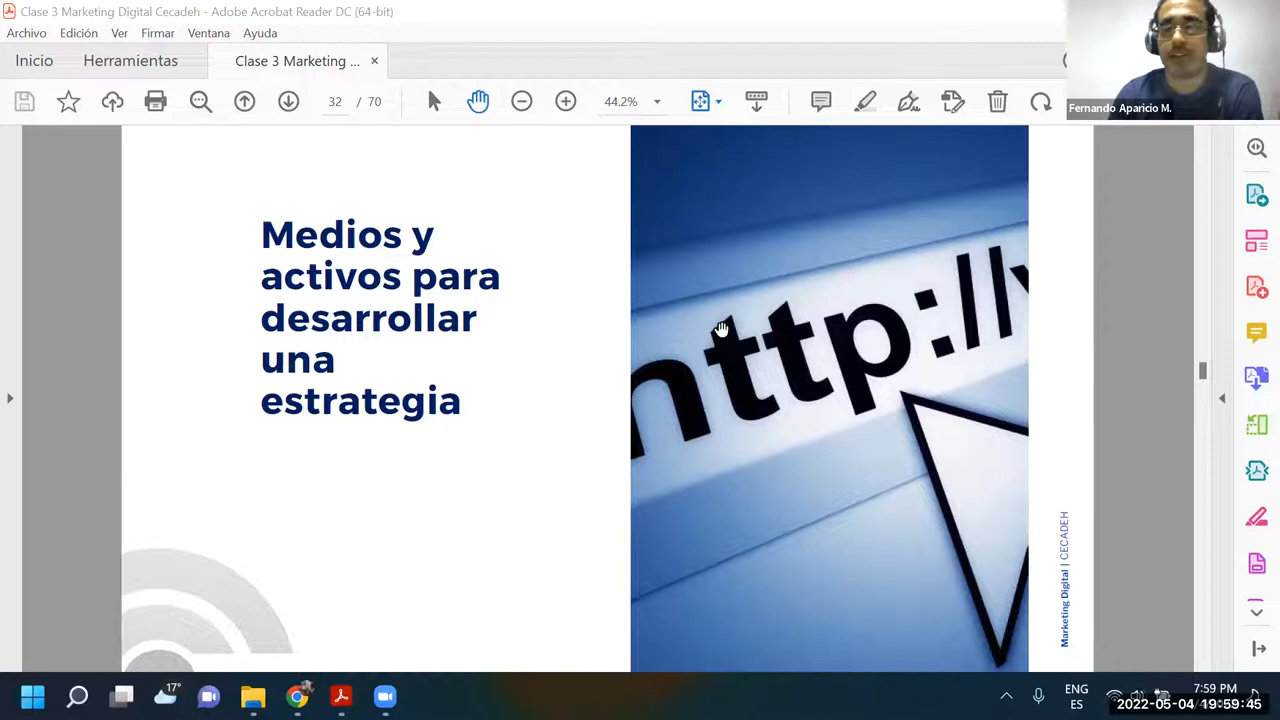 Clase 3 Marketing Digital Cecadeh - Adobe Acrobat Reader DC (64-bit)
Archivo Edición Ver Firmar Ventana Ayuda
Inicio Herramientas Clase 3 Marketing ... ×
32 / 70 44.2%
Fernando Aparicio M.
Medios y
activos para
desarrollar
una
estrategia
http://
Marketing Digital | CECADEH
17°
ENG
ES
7:59 PM
2022-05-04 19:59:45